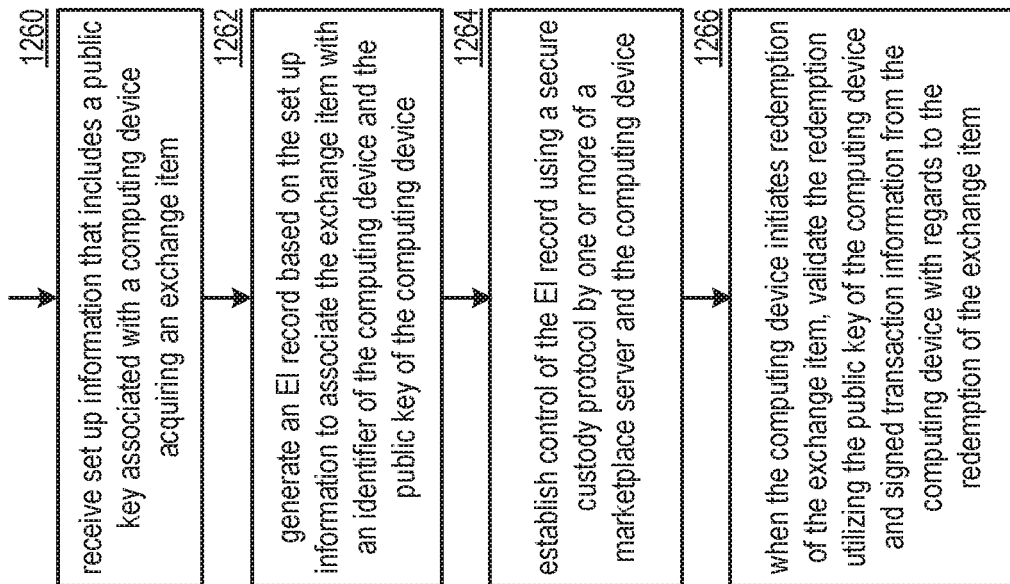 1260
receive set up information that includes a public
key associated with a computing device
acquiring an exchange item
1262
generate an EI record based on the set up
information to associate the exchange item with
an identifier of the computing device and the
public key of the computing device
1264
establish control of the EI record using a secure
custody protocol by one or more of a
marketplace server and the computing device
1266
when the computing device initiates redemption
of the exchange item, validate the redemption
utilizing the public key of the computing device
and signed transaction information from the
computing device with regards to the
redemption of the exchange item